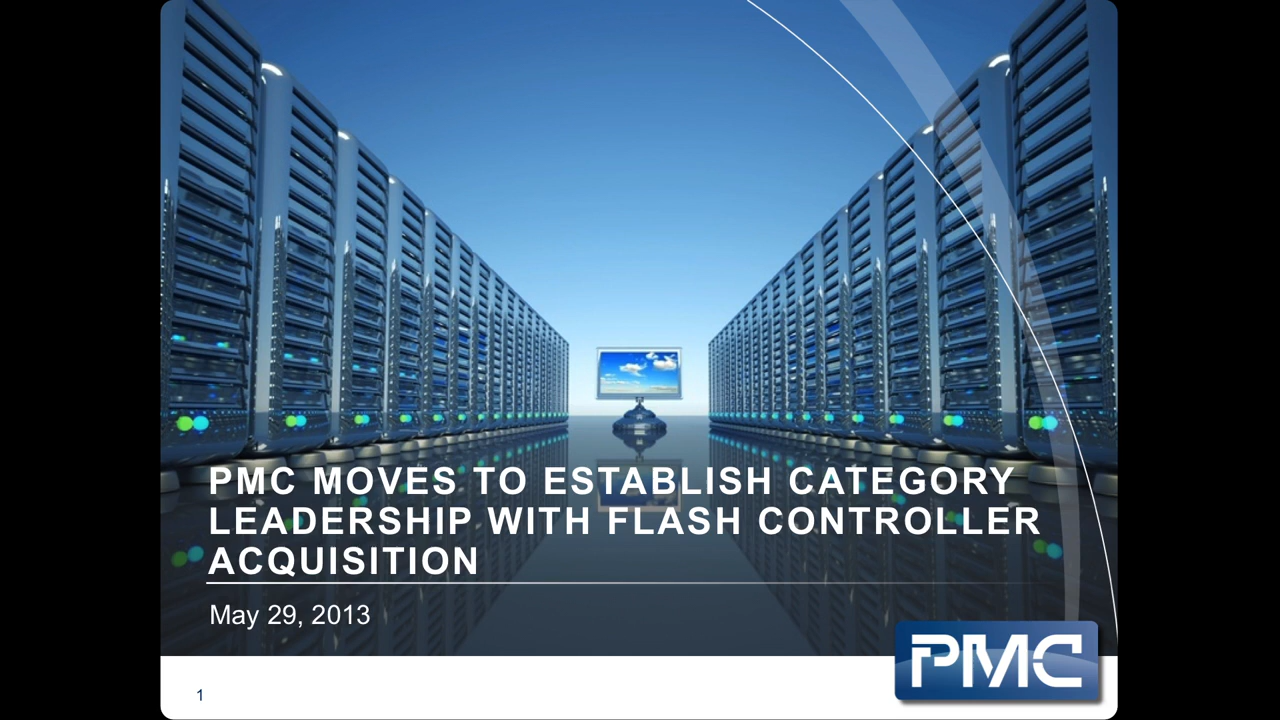 PMC MOVES TO ESTABLISH CATEGORY
LEADERSHIP WITH FLASH CONTROLLER
ACQUISITION
May 29, 2013
PMC
1